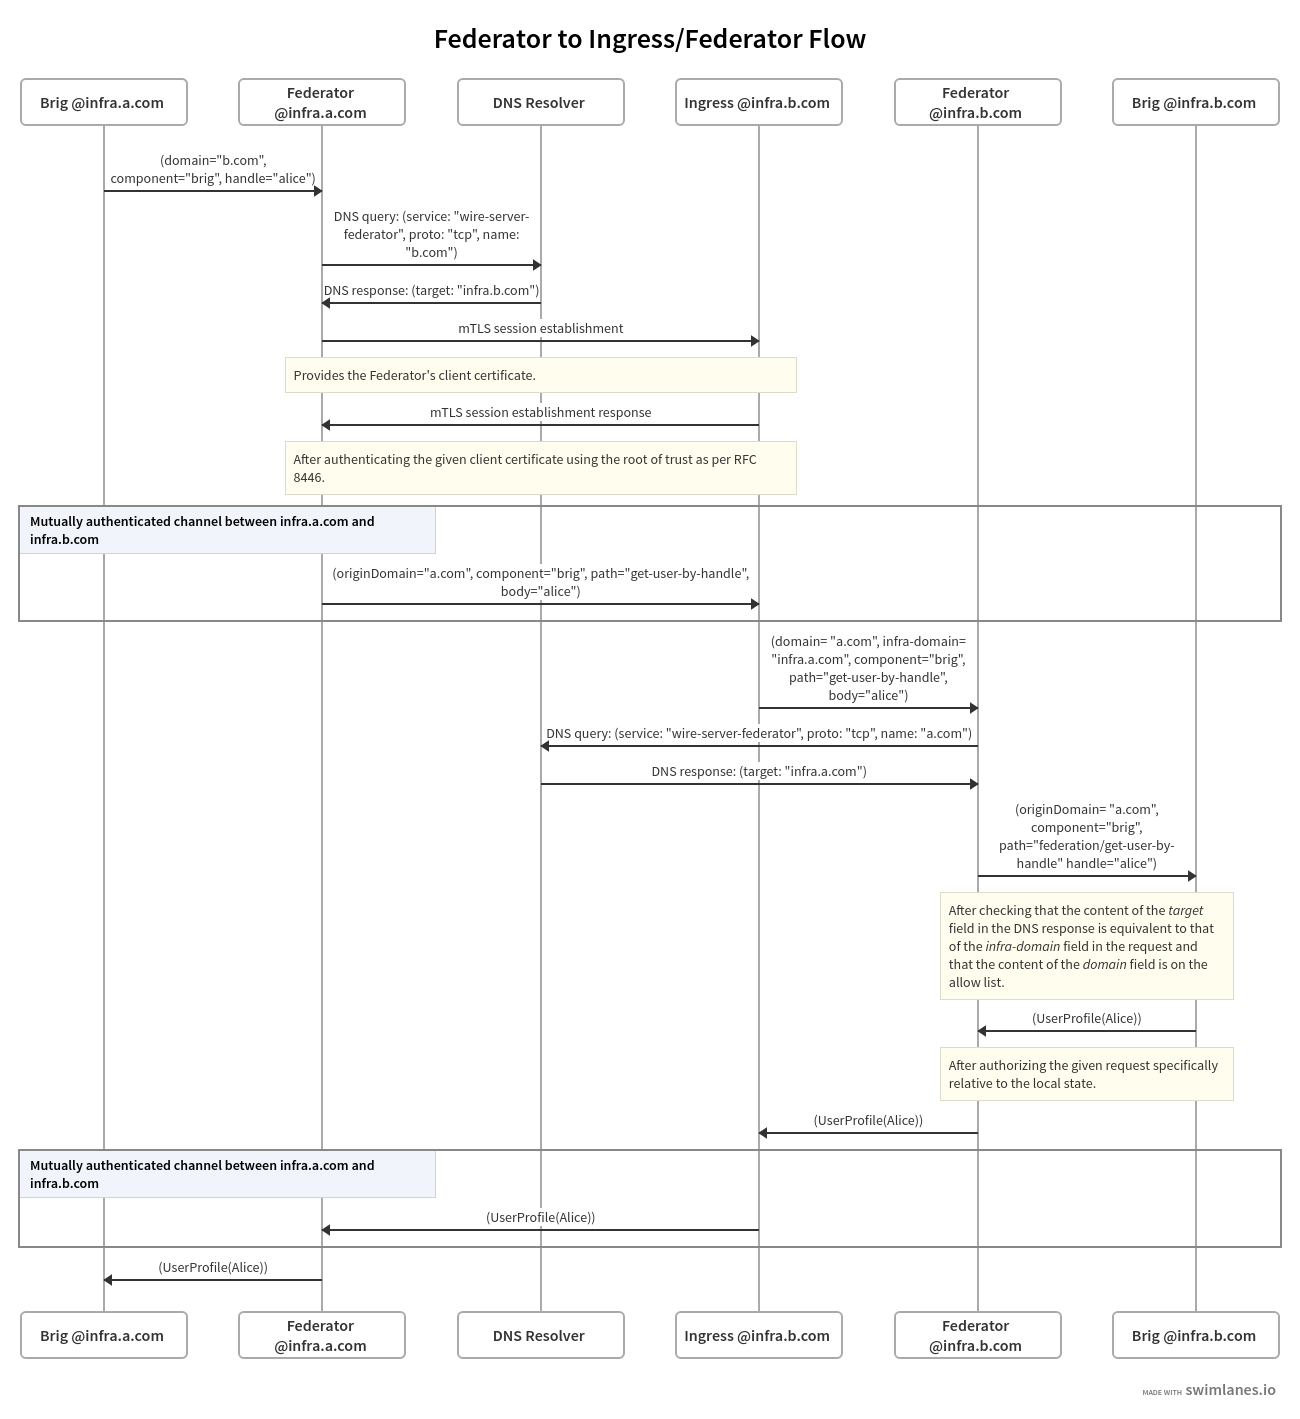 Federator to Ingress/Federator Flow
Brig @infra.a.com
Federator
@infra.a.com
DNS Resolver
Ingress @infra.b.com
Federator
@infra.b.com
Brig @infra.b.com
(domain="b.com",
component="brig", handle="alice")
DNS query: (service: "wire-server-
federator", proto: "tcp", name:
"b.com")
DNS response: (target: "infra.b.com")
mTLS session establishment
Provides the Federator's client certificate.
mTLS session establishment response
After authenticating the given client certificate using the root of trust as per RFC
8446.
Mutually authenticated channel between infra.a.com and
infra.b.com
(originDomain="a.com", component="brig", path="get-user-by-handle",
body="alice")
(domain= "a.com", infra-domain=
"infra.a.com", component="brig",
path="get-user-by-handle",
body="alice")
DNS query: (service: "wire-server-federator", proto: "tcp", name: "a.com")
DNS response: (target: "infra.a.com")
(originDomain= "a.com",
component="brig",
path="federation/get-user-by-
handle" handle="alice")
After checking that the content of the target
field in the DNS response is equivalent to that
of the infra-domain field in the request and
that the content of the domain field is on the
allow list.
(UserProfile(Alice))
After authorizing the given request specifically
relative to the local state.
(UserProfile(Alice))
Mutually authenticated channel between infra.a.com and
infra.b.com
(UserProfile(Alice))
(UserProfile(Alice))
Brig @infra.a.com
Federator
@infra.a.com
DNS Resolver
Ingress @infra.b.com
Federator
@infra.b.com
Brig @infra.b.com
MADE WITH swimlanes.io